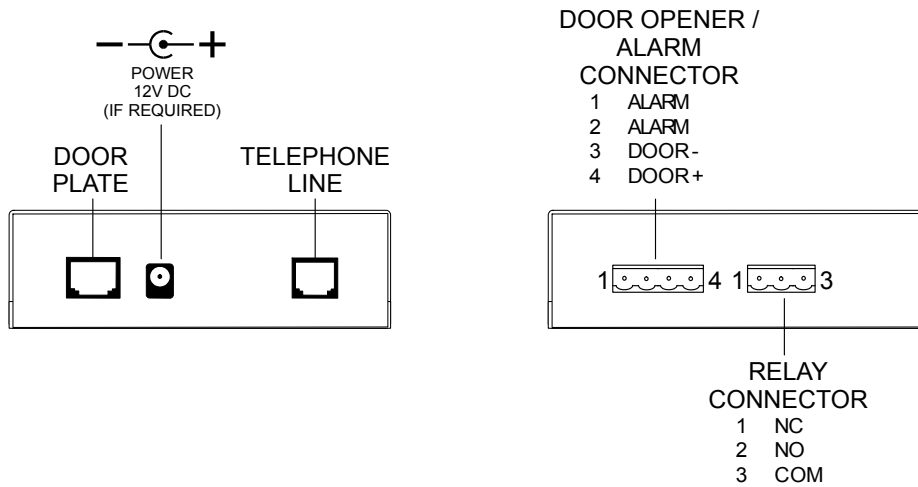 POWER
12V DC
(IF REQUIRED)
DOOR
PLATE
TELEPHONE
LINE
DOOR OPENER /
ALARM
CONNECTOR
1 ALARM
2 ALARM
3 DOOR-
4 DOOR+
1 4 1 3
RELAY
CONNECTOR
1 NC
2 NO
3 COM